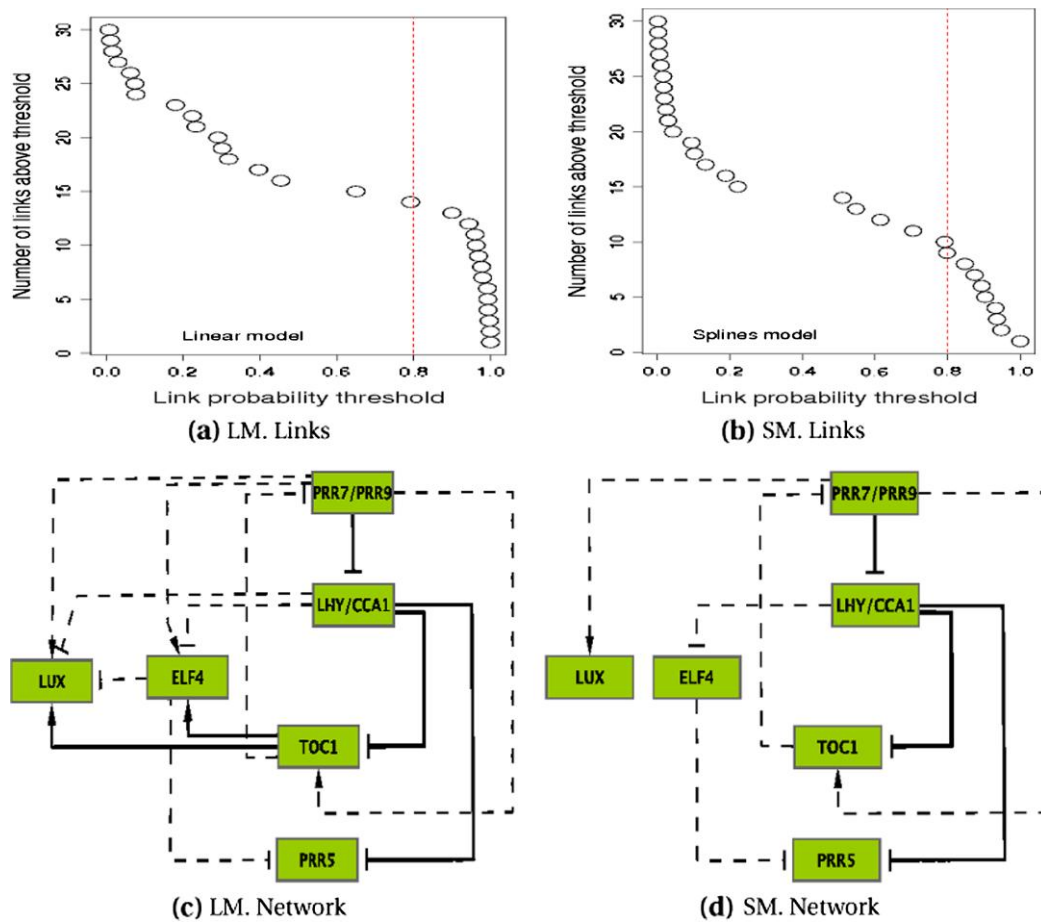 Number of links above threshold
30
25
20
15
10
5
0
Linear model
0.0 0.2 0.4 0.6 0.8 1.0
Link probability threshold
(a) LM. Links
Number of links above threshold
30
25
20
15
10
5
0
Splines model
0.0 0.2 0.4 0.6 0.8 1.0
Link probability threshold
(b) SM. Links
PRR7/PRR9
LHY/CCA1
LUX
ELF4
TOC1
PRR5
(c) LM. Network
PRR7/PRR9
LHY/CCA1
LUX
ELF4
TOC1
PRR5
(d) SM. Network